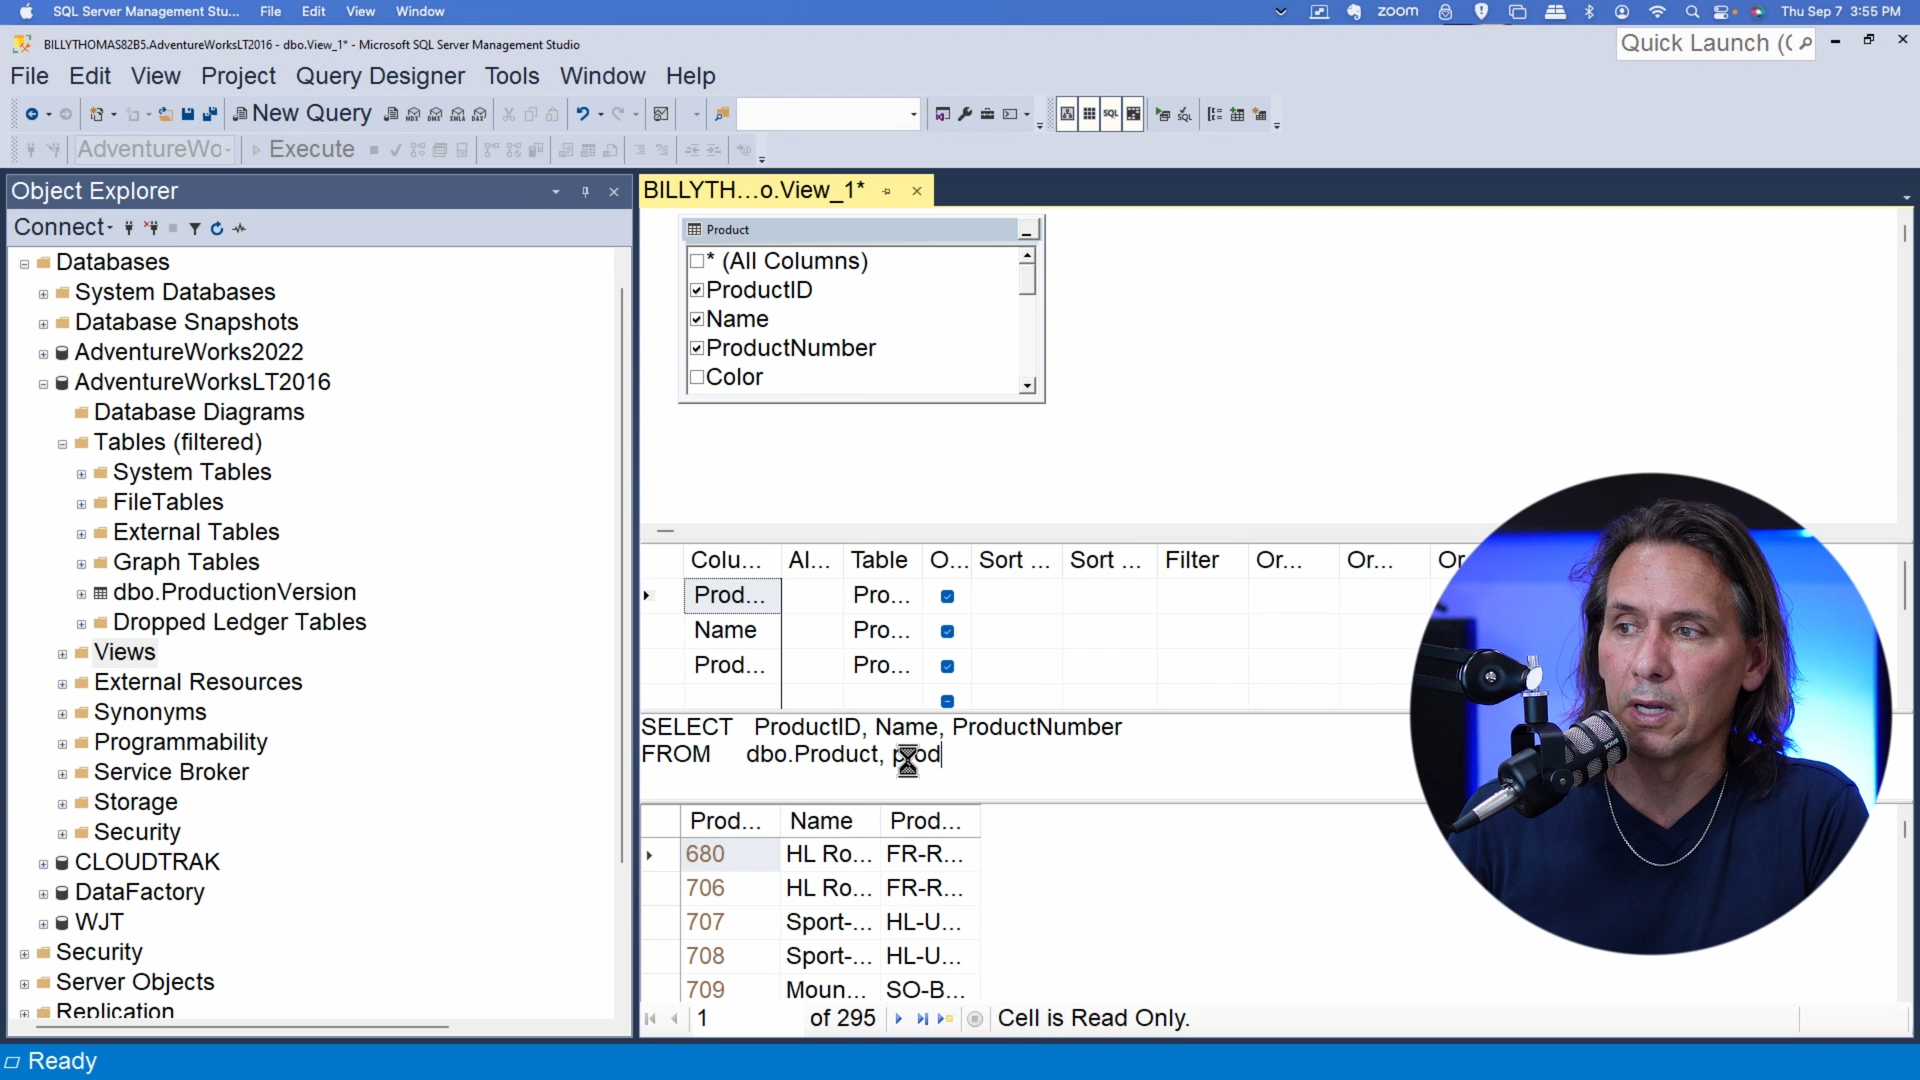 SQL Server Management Stu... File Edit View Window zoom Thu Sep 7 3:55 PM
BILLYTHOMAS82B5.AdventureWorksLT2016 - dbo.View_1* - Microsoft SQL Server Management Studio
Quick Launch (
File Edit View Project Query Designer Tools Window Help
New Query MDX DMX XMLA DAX SQL SQL
AdventureWo Execute
Object Explorer
BILLYTH...o.View_1*
Connect
Databases
System Databases
Database Snapshots
AdventureWorks2022
AdventureWorksLT2016
Database Diagrams
Tables (filtered)
System Tables
FileTables
External Tables
Graph Tables
dbo.ProductionVersion
Dropped Ledger Tables
Views
External Resources
Synonyms
Programmability
Service Broker
Storage
Security
CLOUDTRAK
DataFactory
WJT
Security
Server Objects
Replication
Product
* (All Columns)
ProductID
Name
ProductNumber
Color
Colu... Al... Table O... Sort ... Sort ... Filter Or... Or... Or
Prod... Pro...
Name Pro...
Prod... Pro...
SELECT ProductID, Name, ProductNumber
FROM dbo.Product, prod
Prod... Name Prod...
680 HL Ro... FR-R...
706 HL Ro... FR-R...
707 Sport-... HL-U...
708 Sport-... HL-U...
709 Moun... SO-B...
1 of 295 Cell is Read Only.
Ready